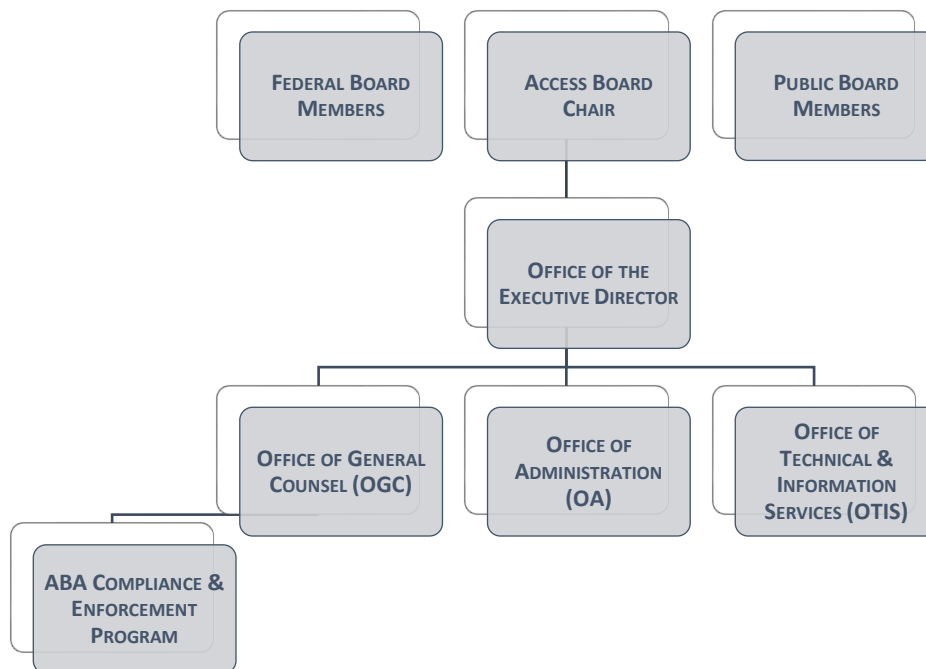 FEDERAL BOARD
MEMBERS
ACCESS BOARD
CHAIR
PUBLIC BOARD
MEMBERS
OFFICE OF THE
EXECUTIVE DIRECTOR
OFFICE OF GENERAL
COUNSEL (OGC)
OFFICE OF
ADMINISTRATION
(OA)
OFFICE OF
TECHNICAL &
INFORMATION
SERVICES (OTIS)
ABA COMPLIANCE &
ENFORCEMENT
PROGRAM